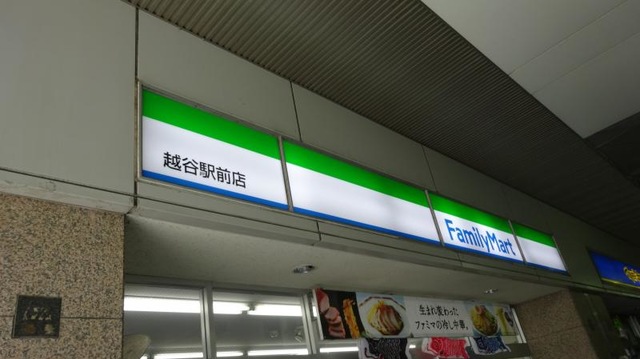 越谷駅前店
FamilyMart
生まれ変わった
ファミマの冷し中華。